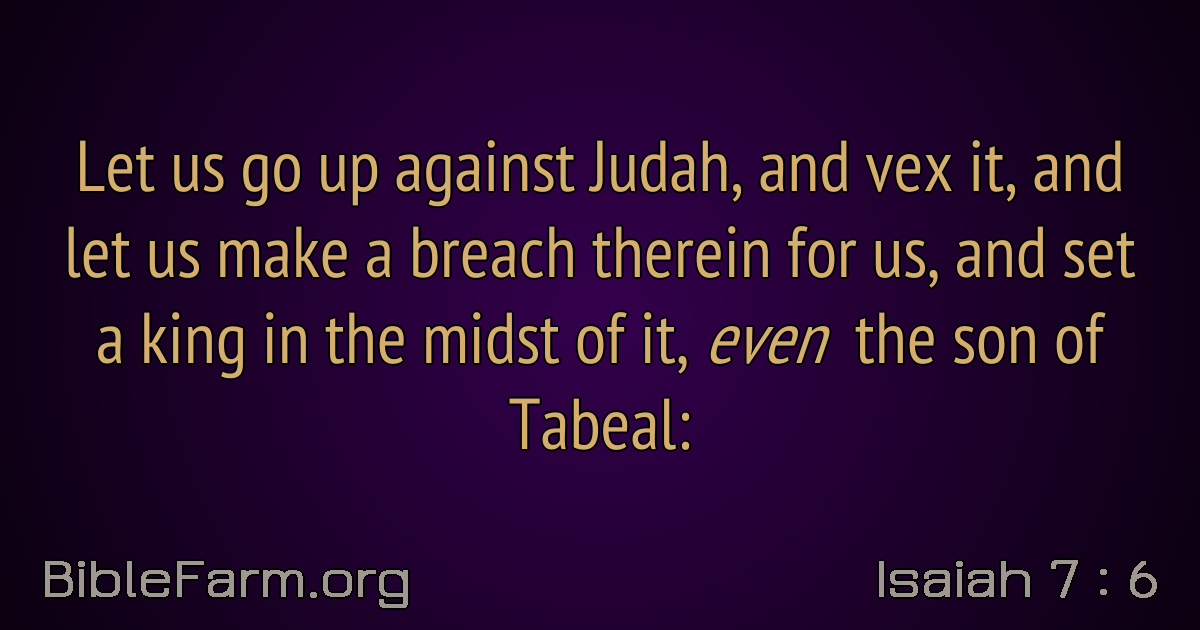 Let us go up against Judah, and vex it, and
let us make a breach therein for us, and set
a king in the midst of it, even the son of
Tabeal:
BibleFarm.org
Isaiah 7 : 6